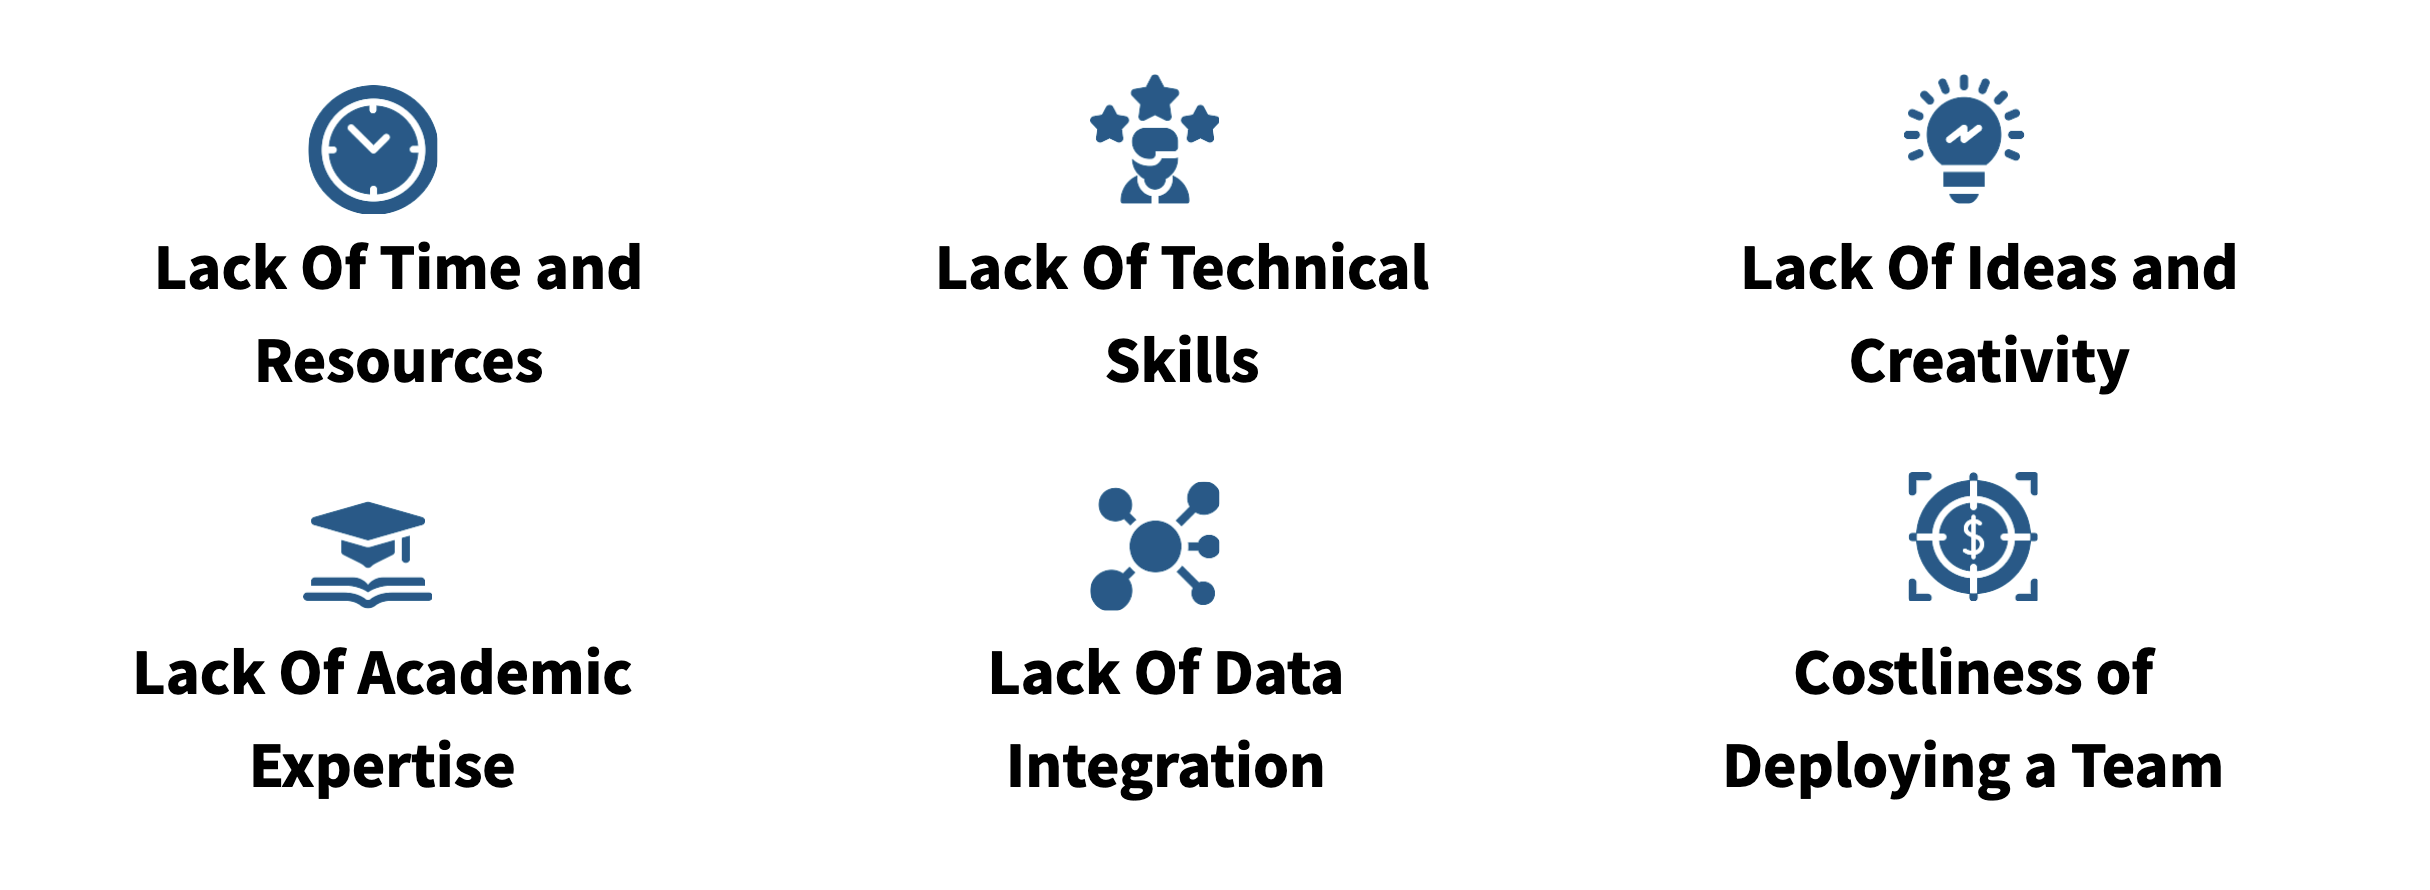 Lack Of Time and
Resources
Lack Of Technical
Skills
Lack Of Ideas and
Creativity
Lack Of Academic
Expertise
Lack Of Data
Integration
$
Costliness of
Deploying a Team